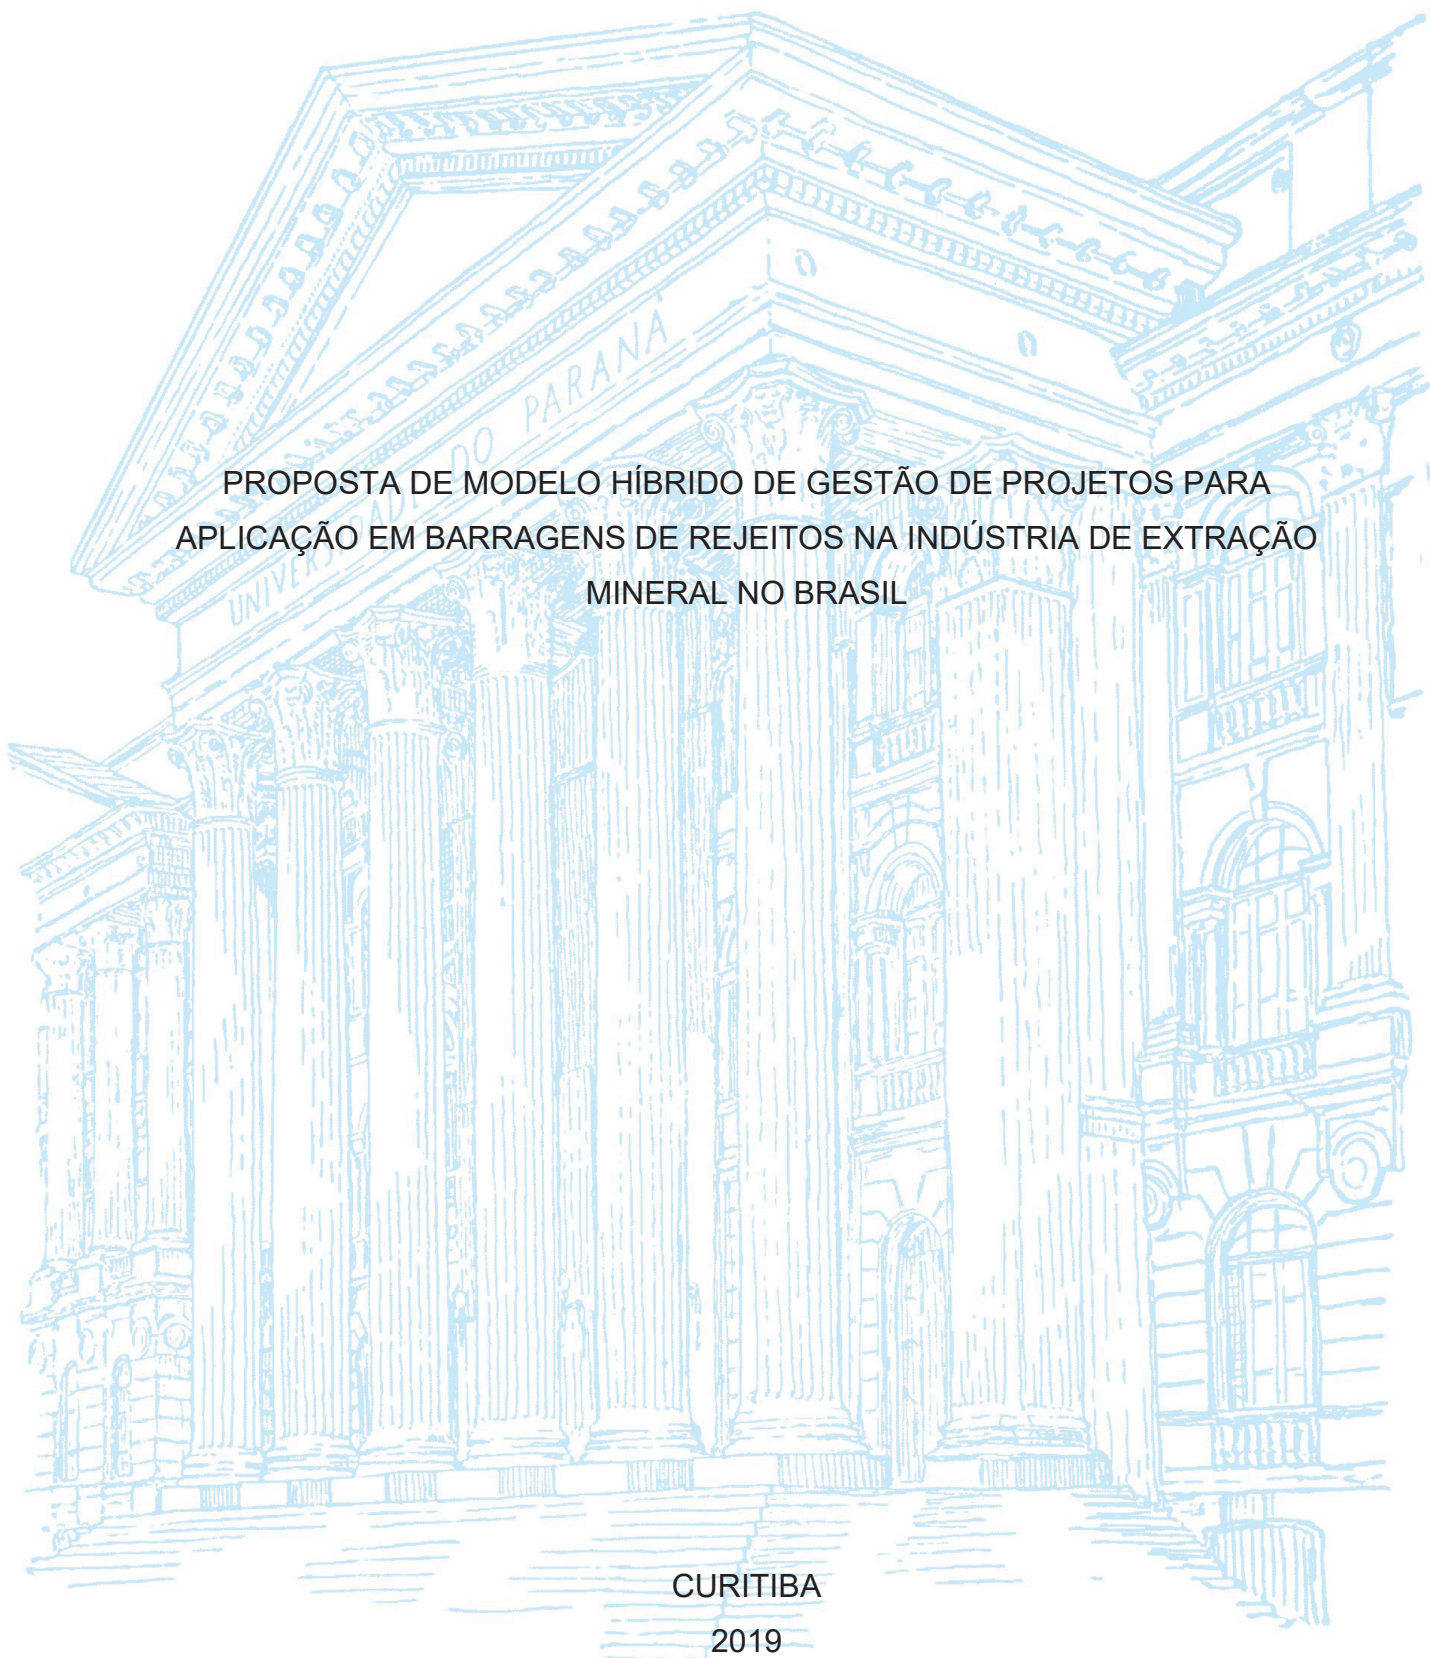 UNIVERSIDADE DO PARANÁ
PROPOSTA DE MODELO HÍBRIDO DE GESTÃO DE PROJETOS PARA
APLICAÇÃO EM BARRAGENS DE REJEITOS NA INDÚSTRIA DE EXTRAÇÃO
MINERAL NO BRASIL
CURITIBA
2019